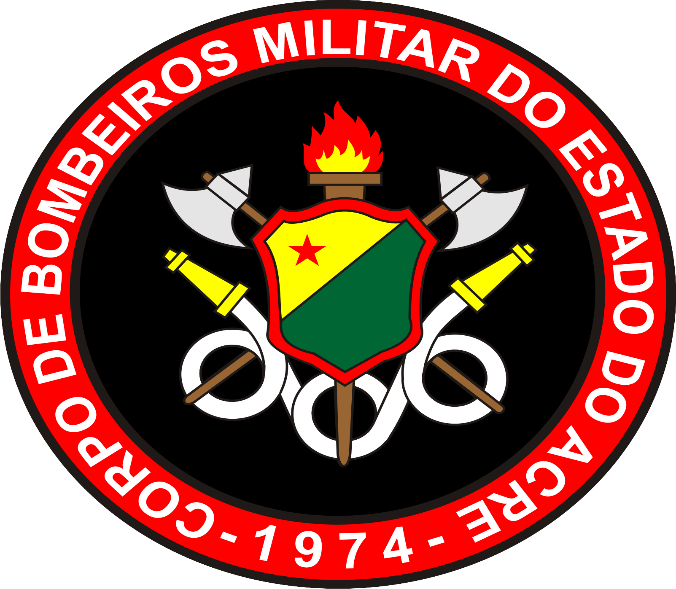 CORPO DE BOMBEIROS MILITAR DO ESTADO DO ACRE
- 1974 -